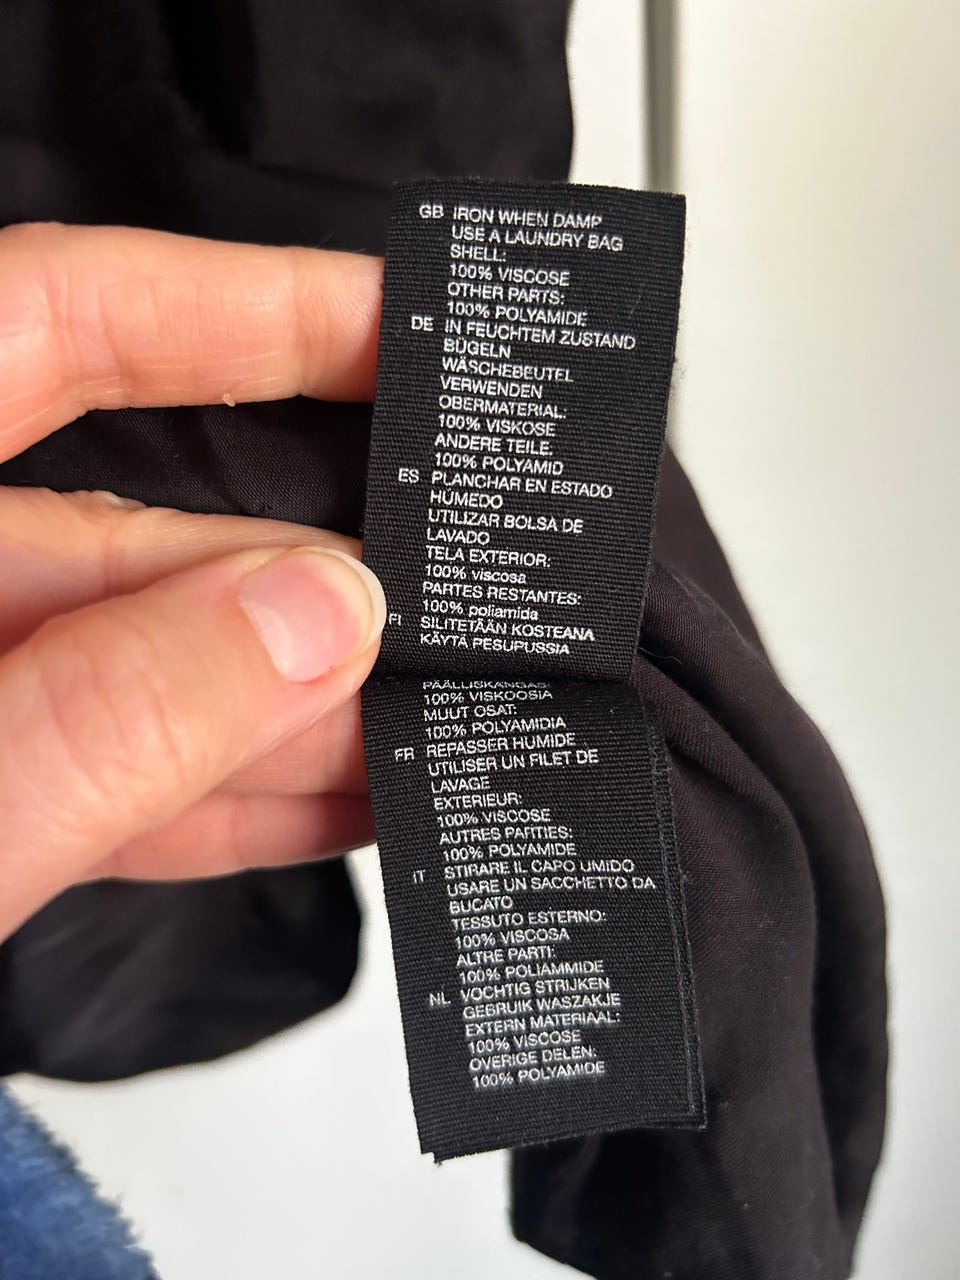 GB IRON WHEN DAMP
USE A LAUNDRY BAG
SHELL:
100% VISCOSE
OTHER PARTS:
100% POLYAMIDE
DE IN FEUCHTEM ZUSTAND
BÜGELN
WÄSCHEBEUTEL
VERWENDEN
OBERMATERIAL:
100% VISKOSE
ANDERE TEILE:
100% POLYAMID
ES PLANCHAR EN ESTADO
HÚMEDO
UTILIZAR BOLSA DE
LAVADO
TELA EXTERIOR:
100% viscosa
PARTES RESTANTES:
100% poliamida
FI SILITETÄÄN KOSTEANA
KÄYTÄ PESUPUSSIA
PÄÄLLISKANGAS:
100% VISKOOSIA
MUUT OSAT:
100% POLYAMIDIA
FR REPASSER HUMIDE
UTILISER UN FILET DE
LAVAGE
EXTERIEUR:
100% VISCOSE
AUTRES PARTIES:
100% POLYAMIDE
IT STIRARE IL CAPO UMIDO
USARE UN SACCHETTO DA
BUCATO
TESSUTO ESTERNO:
100% VISCOSA
ALTRE PARTI:
100% POLIAMMIDE
NL VOCHTIG STRIJKEN
GEBRUIK WASZAKJE
EXTERN MATERIAAL:
100% VISCOSE
OVERIGE DELEN:
100% POLYAMIDE